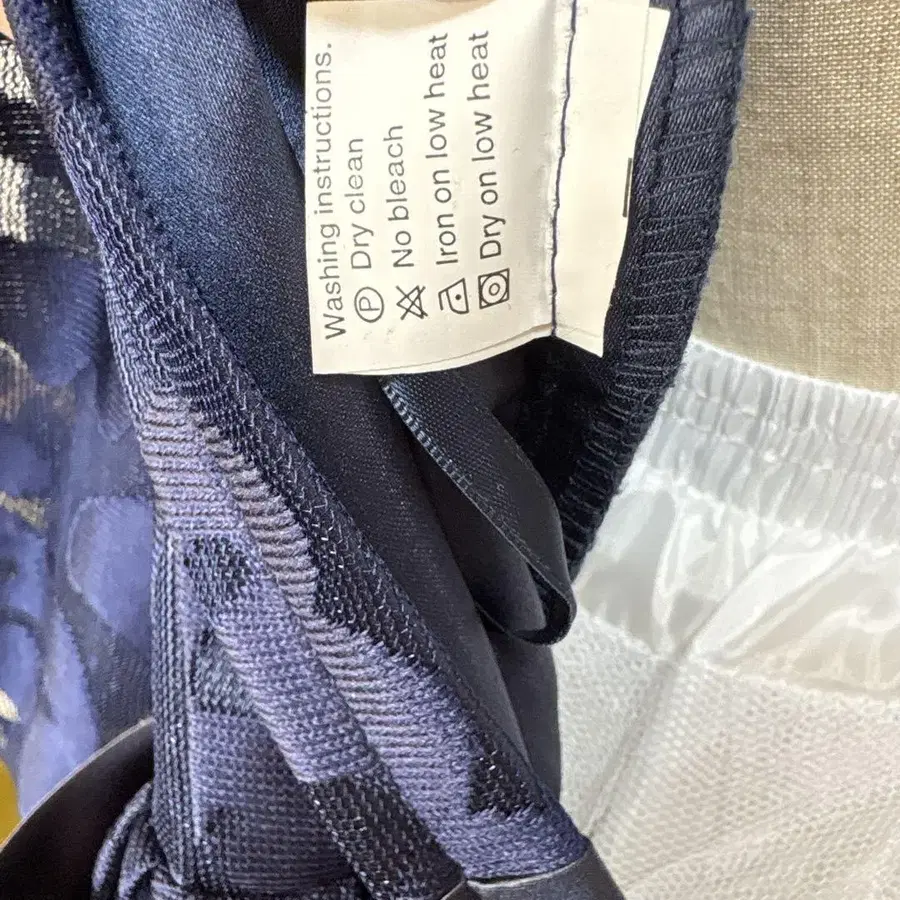 Washing instructions.
Ⓟ Dry clean
No bleach
Iron on low heat
Dry on low heat